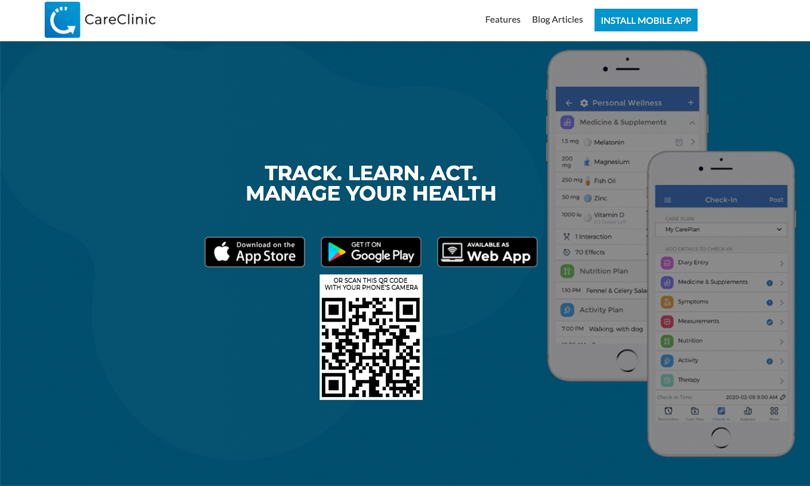 CareClinic
Features Blog Articles INSTALL MOBILE APP
TRACK. LEARN. ACT.
MANAGE YOUR HEALTH
Download on the
App Store
GET IT ON
Google Play
AVAILABLE AS
Web App
OR SCAN THIS QR CODE
WITH YOUR PHONE'S CAMERA
Personal Wellness
Medicine & Supplements
1.5 mg Melatonin
200 mg Magnesium
250 mg Fish Oil
50 mg Zinc
1000 iu Vitamin D
1 Interaction
70 Effects
Nutrition Plan
1:30 PM Fennel & Celery Sala
Activity Plan
7:00 PM Walking, with dog
Check-In Post
CARE PLAN
My CarePlan
ADD DETAILS TO CHECK-IN
Diary Entry
Medicine & Supplements
Symptoms
Measurements
Nutrition
Activity
Therapy
Check-in Time 2020-02-05 9:00 AM